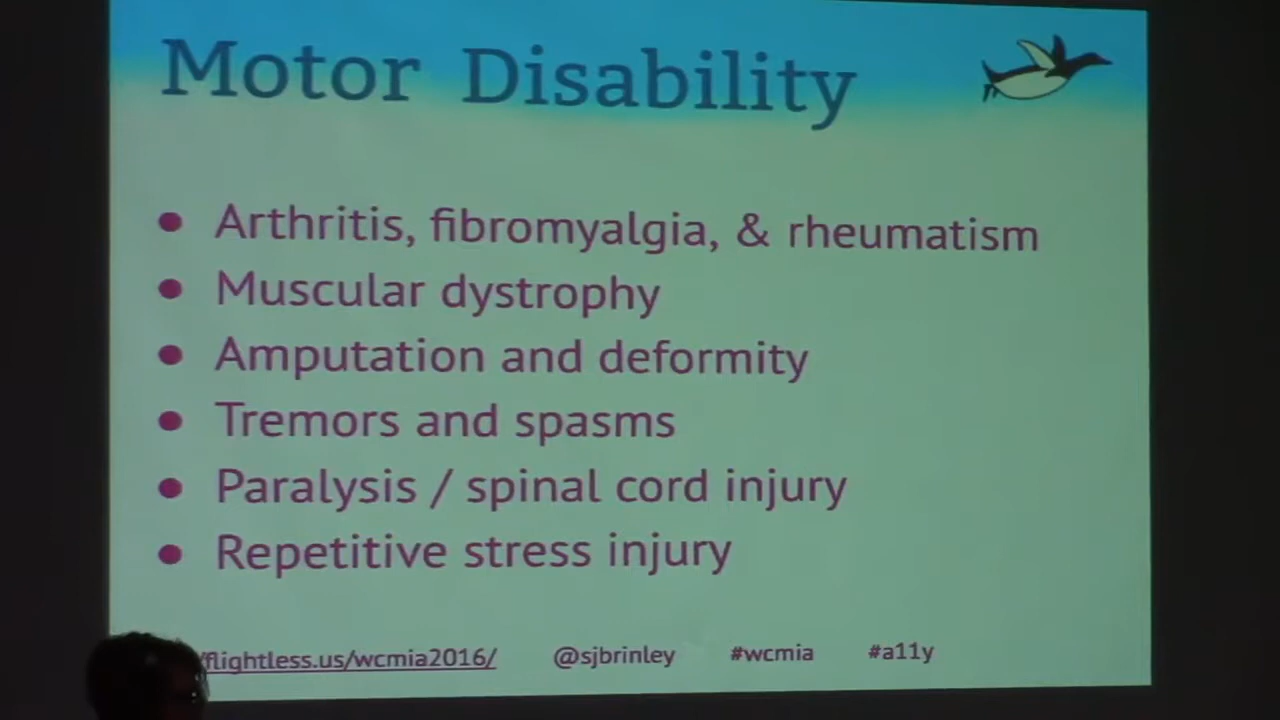 Motor Disability
• Arthritis, fibromyalgia, & rheumatism
• Muscular dystrophy
• Amputation and deformity
• Tremors and spasms
• Paralysis / spinal cord injury
• Repetitive stress injury
/flightless.us/wcmia2016/ @sjbrinley #wcmia #a11y